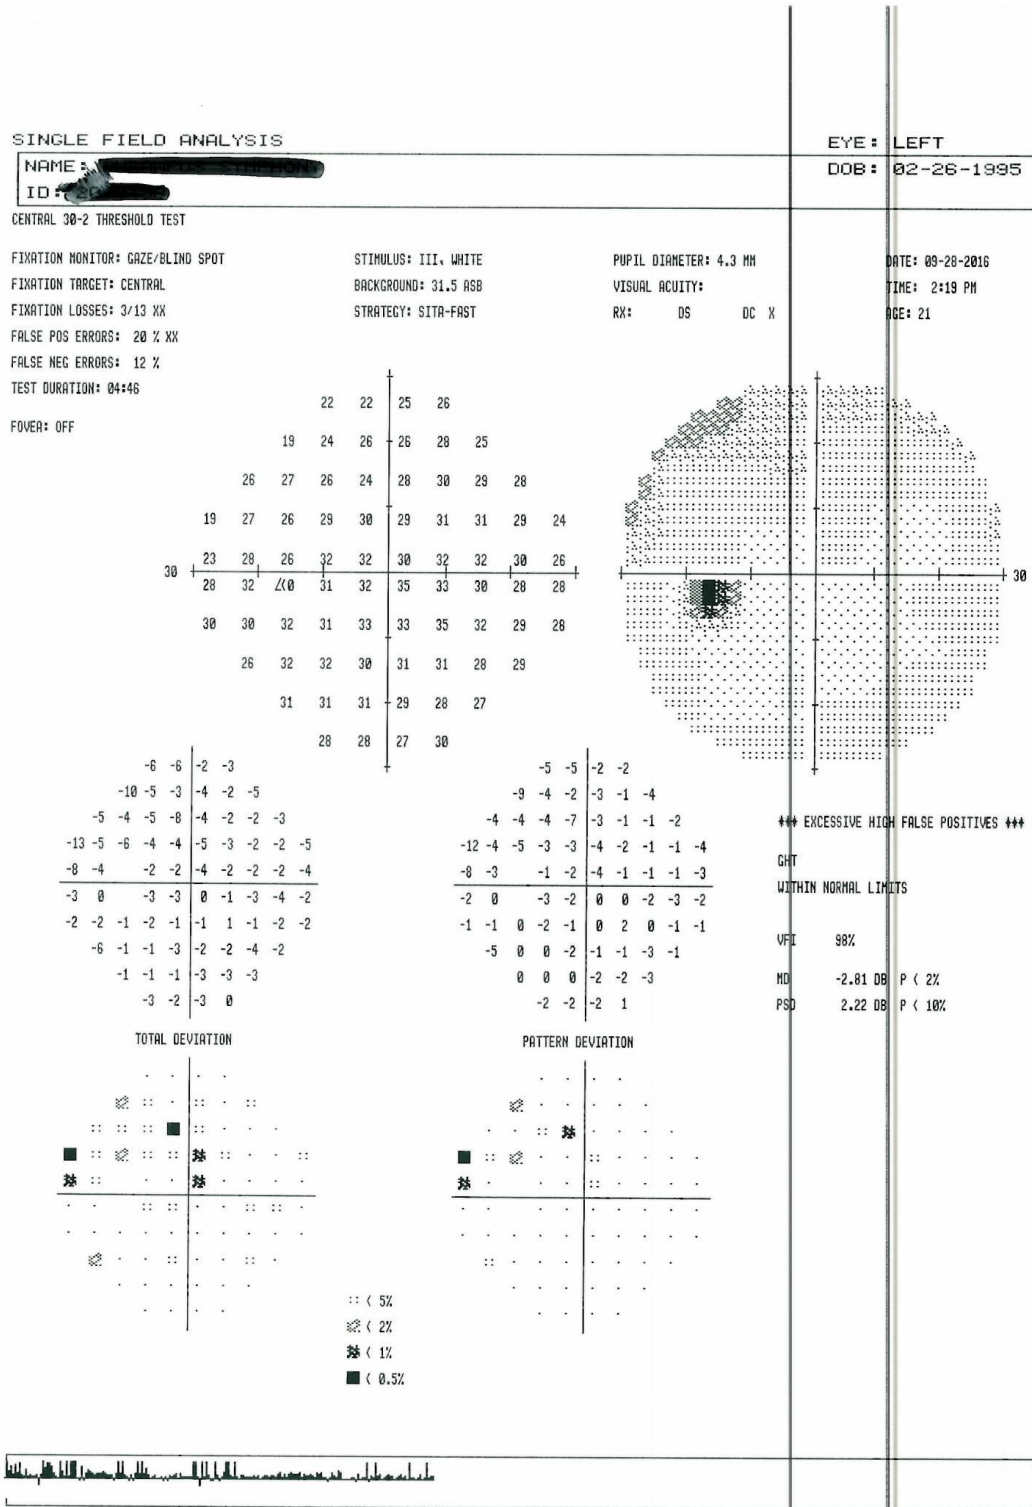 SINGLE FIELD ANALYSIS
EYE: LEFT
NAME:
DOB: 02-26-1995
ID:
CENTRAL 30-2 THRESHOLD TEST
FIXATION MONITOR: GAZE/BLIND SPOT STIMULUS: III, WHITE PUPIL DIAMETER: 4.3 MM DATE: 09-28-2016
FIXATION TARGET: CENTRAL BACKGROUND: 31.5 ASB VISUAL ACUITY: TIME: 2:19 PM
FIXATION LOSSES: 3/13 XX STRATEGY: SITA-FAST RX: DS DC X AGE: 21
FALSE POS ERRORS: 20 % XX
FALSE NEG ERRORS: 12 %
TEST DURATION: 04:46
FOVEA: OFF
22 22 25 26
19 24 26 26 28 25
26 27 26 24 28 30 29 28
19 27 26 29 30 29 31 31 29 24
23 28 26 32 32 30 32 32 30 26
30 30
28 32 <0 31 32 35 33 30 28 28
30 30 32 31 33 33 35 32 29 28
26 32 32 30 31 31 28 29
31 31 31 29 28 27
28 28 27 30
-6 -6 -2 -3
-10 -5 -3 -4 -2 -5
-5 -4 -5 -8 -4 -2 -2 -3
-13 -5 -6 -4 -4 -5 -3 -2 -2 -5
-8 -4 -2 -2 -4 -2 -2 -2 -4
-3 0 -3 -3 0 -1 -3 -4 -2
-2 -2 -1 -2 -1 -1 1 -1 -2 -2
-6 -1 -1 -3 -2 -2 -4 -2
-1 -1 -1 -3 -3 -3
-3 -2 -3 0
TOTAL DEVIATION
-5 -5 -2 -2
-9 -4 -2 -3 -1 -4
-4 -4 -4 -7 -3 -1 -1 -2
-12 -4 -5 -3 -3 -4 -2 -1 -1 -4
-8 -3 -1 -2 -4 -1 -1 -1 -3
-2 0 -3 -2 0 0 -2 -3 -2
-1 -1 0 -2 -1 0 2 0 -1 -1
-5 0 0 -2 -1 -1 -3 -1
0 0 0 -2 -2 -3
-2 -2 -2 1
PATTERN DEVIATION
*** EXCESSIVE HIGH FALSE POSITIVES ***
GHT
WITHIN NORMAL LIMITS
VFI 98%
MD -2.81 DB P < 2%
PSD 2.22 DB P < 10%
< 5%
< 2%
< 1%
< 0.5%